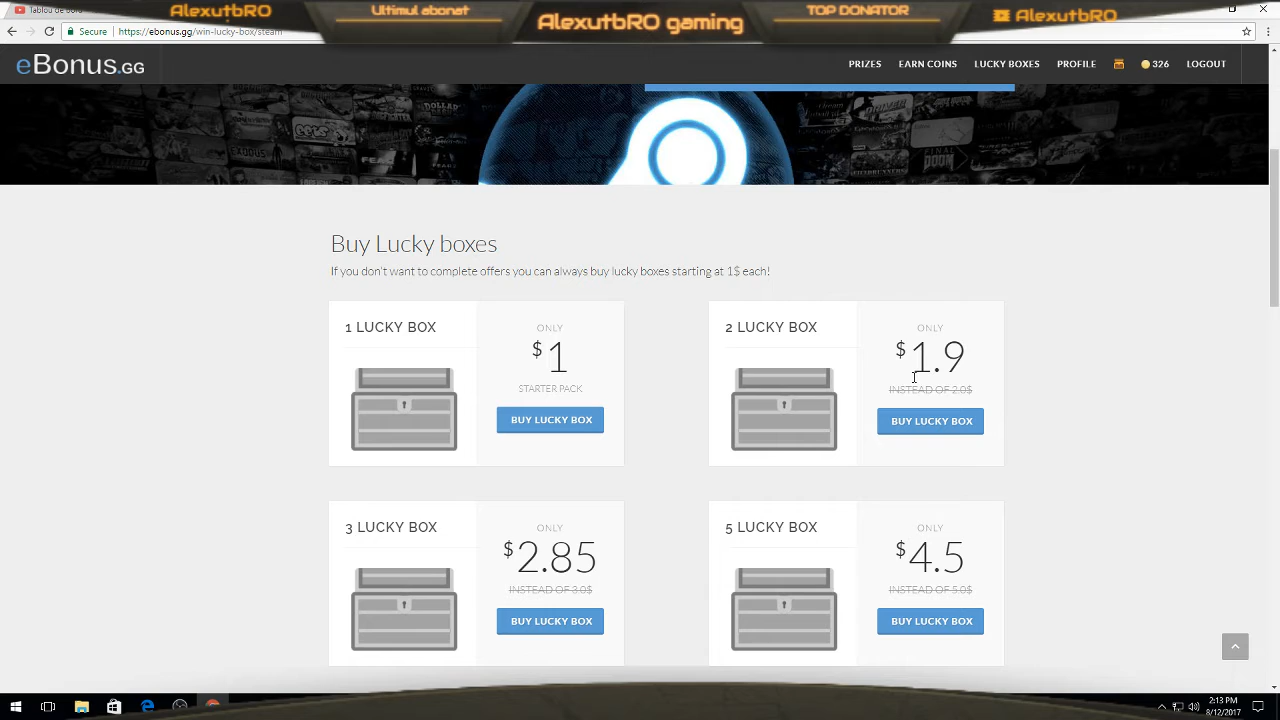 AlexutbRO
Ultimul abonat
AlexutbRO gaming
TOP DONATOR
AlexutbRO
Tablou de bord
Secure
https://ebonus.gg/win-lucky-box/steam
eBonus.GG
PRIZES
EARN COINS
LUCKY BOXES
PROFILE
326
LOGOUT
FINAL DOOM
Buy Lucky boxes
If you don't want to complete offers you can always buy lucky boxes starting at 1$ each!
1 LUCKY BOX
ONLY
$1
STARTER PACK
BUY LUCKY BOX
2 LUCKY BOX
ONLY
$1.9
INSTEAD OF 2.0$
BUY LUCKY BOX
3 LUCKY BOX
ONLY
$2.85
INSTEAD OF 3.0$
BUY LUCKY BOX
5 LUCKY BOX
ONLY
$4.5
INSTEAD OF 5.0$
BUY LUCKY BOX
2:13 PM
8/12/2017